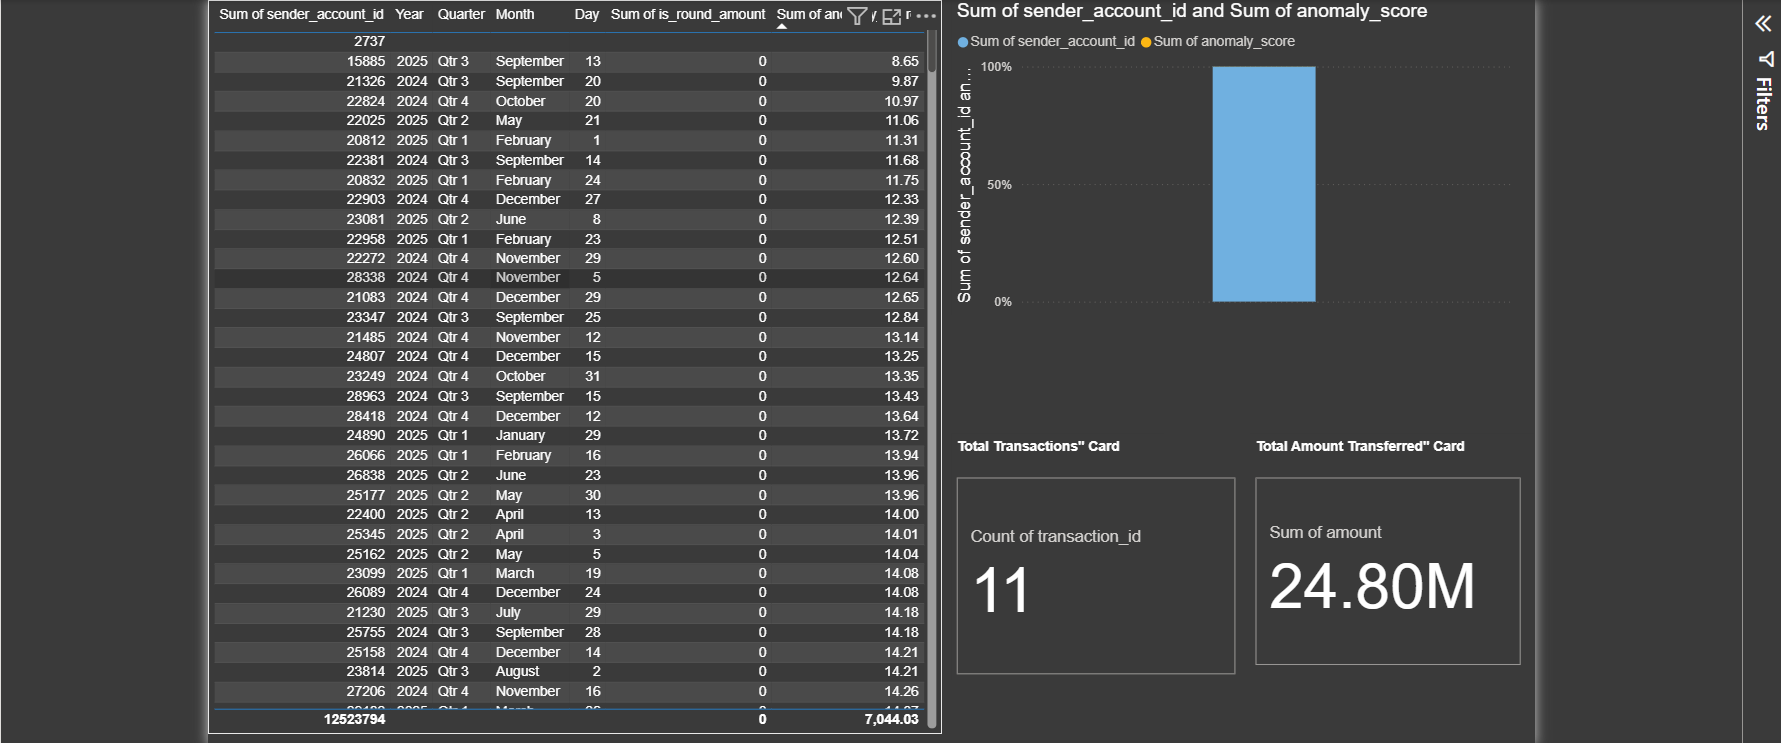 Sum of sender_account_id Year Quarter Month Day Sum of is_round_amount Sum of
2737
15885 2025 Qtr 3 September 13 0 8.65
21326 2024 Qtr 3 September 20 0 9.87
22824 2024 Qtr 4 October 20 0 10.97
22025 2025 Qtr 2 May 21 0 11.06
20812 2025 Qtr 1 February 1 0 11.31
22381 2024 Qtr 3 September 14 0 11.68
20832 2025 Qtr 1 February 24 0 11.75
22903 2024 Qtr 4 December 27 0 12.33
23081 2025 Qtr 2 June 8 0 12.39
22958 2025 Qtr 1 February 23 0 12.51
22272 2024 Qtr 4 November 29 0 12.60
28338 2024 Qtr 4 November 5 0 12.64
21083 2024 Qtr 4 December 29 0 12.65
23347 2024 Qtr 3 September 25 0 12.84
21485 2024 Qtr 4 November 12 0 13.14
24807 2024 Qtr 4 December 15 0 13.25
23249 2024 Qtr 4 October 31 0 13.35
28963 2024 Qtr 3 September 15 0 13.43
28418 2024 Qtr 4 December 12 0 13.64
24890 2025 Qtr 1 January 29 0 13.72
26066 2025 Qtr 1 February 16 0 13.94
26838 2025 Qtr 2 June 23 0 13.96
25177 2025 Qtr 2 May 30 0 13.96
22400 2025 Qtr 2 April 13 0 14.00
25345 2025 Qtr 2 April 3 0 14.01
25162 2025 Qtr 2 May 5 0 14.04
23099 2025 Qtr 1 March 19 0 14.08
26089 2024 Qtr 4 December 24 0 14.08
21230 2025 Qtr 3 July 29 0 14.18
25755 2024 Qtr 3 September 28 0 14.18
25158 2024 Qtr 4 December 14 0 14.21
23814 2025 Qtr 3 August 2 0 14.21
27206 2024 Qtr 4 November 16 0 14.26
12523794 0 7,044.03
Sum of sender_account_id and Sum of anomaly_score
Sum of sender_account_id Sum of anomaly_score
Sum of sender_account_id an...
100%
50%
0%
Total Transactions" Card
Count of transaction_id
11
Total Amount Transferred" Card
Sum of amount
24.80M
Filters